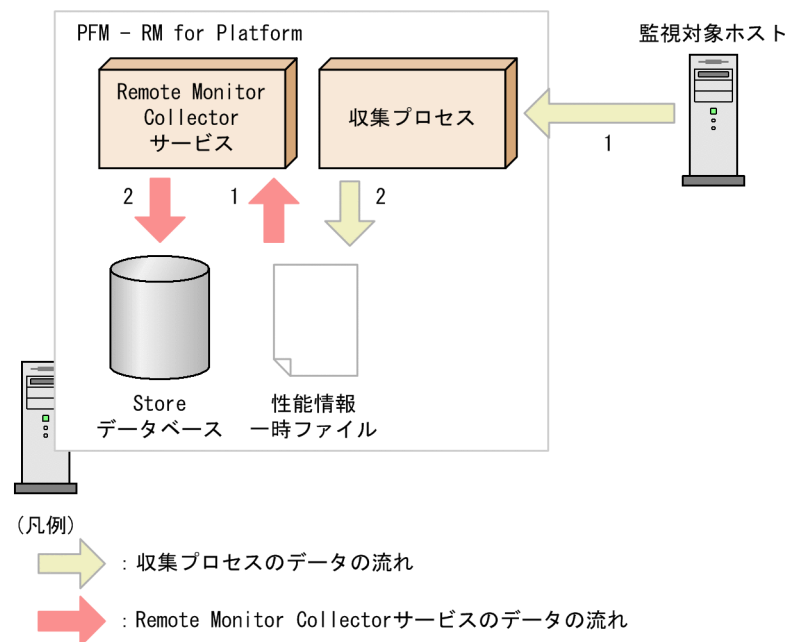 PFM - RM for Platform
監視対象ホスト
Remote Monitor
Collector
サービス
収集プロセス
1
2
1
2
Store
データベース
性能情報
一時ファイル
(凡例)
：収集プロセスのデータの流れ
：Remote Monitor Collectorサービスのデータの流れ